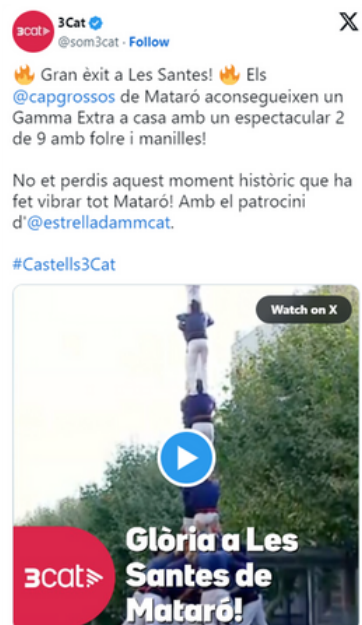 3cat
3Cat
@som3cat · Follow
🔥 Gran èxit a Les Santes! 🔥 Els
@capgrossos de Mataró aconsegueixen un
Gamma Extra a casa amb un espectacular 2
de 9 amb folre i manilles!
No et perdis aquest moment històric que ha
fet vibrar tot Mataró! Amb el patrocini
d'@estrelladammcat.
#Castells3Cat
Watch on X
Glòria a Les
3cat Santes de
Mataró!